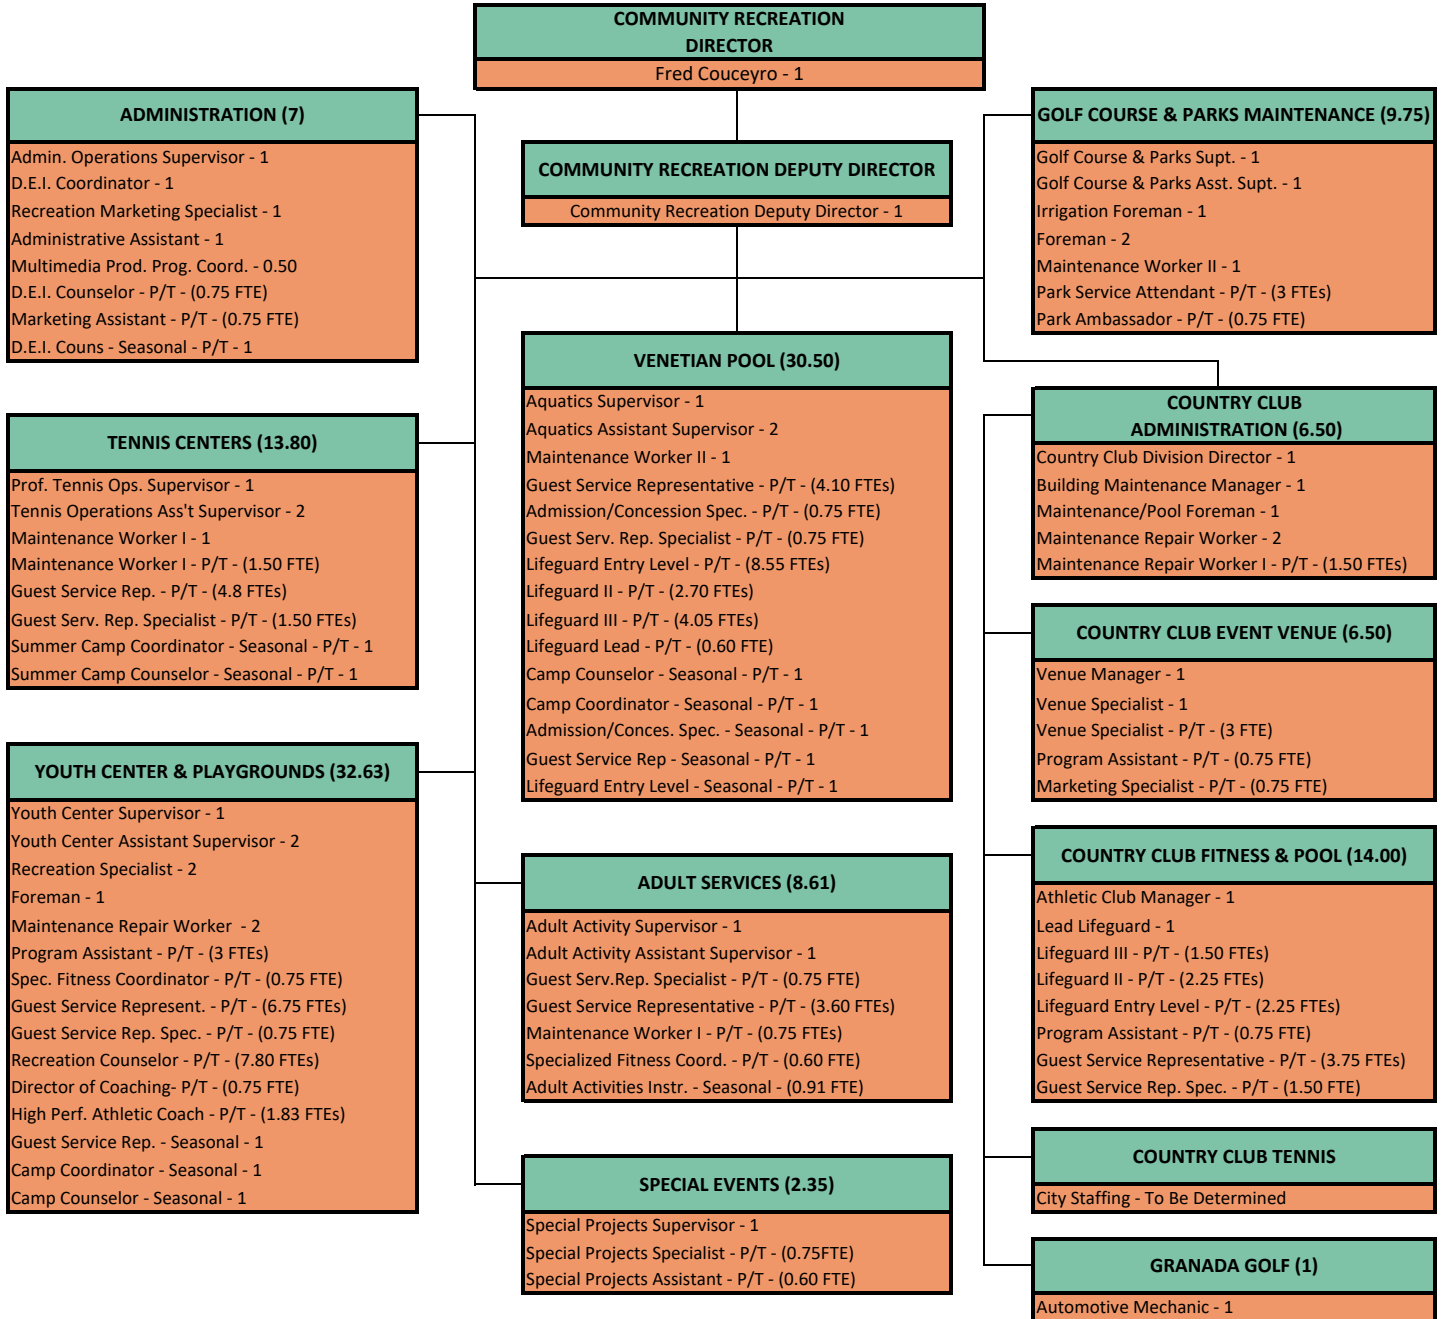 COMMUNITY RECREATION
DIRECTOR
Fred Couceyro - 1
COMMUNITY RECREATION DEPUTY DIRECTOR
Community Recreation Deputy Director - 1
ADMINISTRATION (7)
Admin. Operations Supervisor - 1
D.E.I. Coordinator - 1
Recreation Marketing Specialist - 1
Administrative Assistant - 1
Multimedia Prod. Prog. Coord. - 0.50
D.E.I. Counselor - P/T - (0.75 FTE)
Marketing Assistant - P/T - (0.75 FTE)
D.E.I. Couns - Seasonal - P/T - 1
TENNIS CENTERS (13.80)
Prof. Tennis Ops. Supervisor - 1
Tennis Operations Ass't Supervisor - 2
Maintenance Worker I - 1
Maintenance Worker I - P/T - (1.50 FTE)
Guest Service Rep. - P/T - (4.8 FTEs)
Guest Serv. Rep. Specialist - P/T - (1.50 FTEs)
Summer Camp Coordinator - Seasonal - P/T - 1
Summer Camp Counselor - Seasonal - P/T - 1
YOUTH CENTER & PLAYGROUNDS (32.63)
Youth Center Supervisor - 1
Youth Center Assistant Supervisor - 2
Recreation Specialist - 2
Foreman - 1
Maintenance Repair Worker  - 2
Program Assistant - P/T - (3 FTEs)
Spec. Fitness Coordinator - P/T - (0.75 FTE)
Guest Service Represent. - P/T - (6.75 FTEs)
Guest Service Rep. Spec. - P/T - (0.75 FTE)
Recreation Counselor - P/T - (7.80 FTEs)
Director of Coaching- P/T - (0.75 FTE)
High Perf. Athletic Coach - P/T - (1.83 FTEs)
Guest Service Rep. - Seasonal - 1
Camp Coordinator - Seasonal - 1
Camp Counselor - Seasonal - 1
VENETIAN POOL (30.50)
Aquatics Supervisor - 1
Aquatics Assistant Supervisor - 2
Maintenance Worker II - 1
Guest Service Representative - P/T - (4.10 FTEs)
Admission/Concession Spec. - P/T - (0.75 FTE)
Guest Serv. Rep. Specialist - P/T - (0.75 FTE)
Lifeguard Entry Level - P/T - (8.55 FTEs)
Lifeguard II - P/T - (2.70 FTEs)
Lifeguard III - P/T - (4.05 FTEs)
Lifeguard Lead - P/T - (0.60 FTE)
Camp Counselor - Seasonal - P/T - 1
Camp Coordinator - Seasonal - P/T - 1
Admission/Conces. Spec. - Seasonal - P/T - 1
Guest Service Rep - Seasonal - P/T - 1
Lifeguard Entry Level - Seasonal - P/T - 1
ADULT SERVICES (8.61)
Adult Activity Supervisor - 1
Adult Activity Assistant Supervisor - 1
Guest Serv.Rep. Specialist - P/T - (0.75 FTE)
Guest Service Representative - P/T - (3.60 FTEs)
Maintenance Worker I - P/T - (0.75 FTEs)
Specialized Fitness Coord. - P/T - (0.60 FTE)
Adult Activities Instr. - Seasonal - (0.91 FTE)
SPECIAL EVENTS (2.35)
Special Projects Supervisor - 1
Special Projects Specialist - P/T - (0.75FTE)
Special Projects Assistant - P/T - (0.60 FTE)
GOLF COURSE & PARKS MAINTENANCE (9.75)
Golf Course & Parks Supt. - 1
Golf Course & Parks Asst. Supt. - 1
Irrigation Foreman - 1
Foreman - 2
Maintenance Worker II - 1
Park Service Attendant - P/T - (3 FTEs)
Park Ambassador - P/T - (0.75 FTE)
COUNTRY CLUB
ADMINISTRATION (6.50)
Country Club Division Director - 1
Building Maintenance Manager - 1
Maintenance/Pool Foreman - 1
Maintenance Repair Worker - 2
Maintenance Repair Worker I - P/T - (1.50 FTEs)
COUNTRY CLUB EVENT VENUE (6.50)
Venue Manager - 1
Venue Specialist - 1
Venue Specialist - P/T - (3 FTE)
Program Assistant - P/T - (0.75 FTE)
Marketing Specialist - P/T - (0.75 FTE)
COUNTRY CLUB FITNESS & POOL (14.00)
Athletic Club Manager - 1
Lead Lifeguard - 1
Lifeguard III - P/T - (1.50 FTEs)
Lifeguard II - P/T - (2.25 FTEs)
Lifeguard Entry Level - P/T - (2.25 FTEs)
Program Assistant - P/T - (0.75 FTE)
Guest Service Representative - P/T - (3.75 FTEs)
Guest Service Rep. Spec. - P/T - (1.50 FTE)
COUNTRY CLUB TENNIS
City Staffing - To Be Determined
GRANADA GOLF (1)
Automotive Mechanic - 1